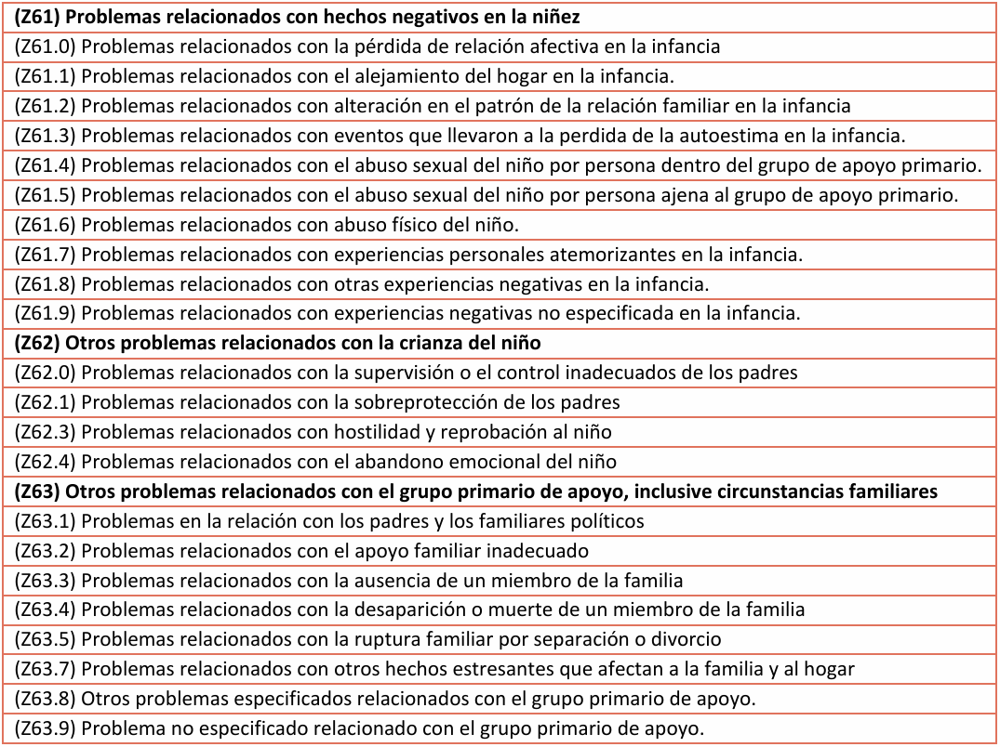 (Z61) Problemas relacionados con hechos negativos en la niñez
(Z61.0) Problemas relacionados con la pérdida de relación afectiva en la infancia
(Z61.1) Problemas relacionados con el alejamiento del hogar en la infancia.
(Z61.2) Problemas relacionados con alteración en el patrón de la relación familiar en la infancia
(Z61.3) Problemas relacionados con eventos que llevaron a la perdida de la autoestima en la infancia.
(Z61.4) Problemas relacionados con el abuso sexual del niño por persona dentro del grupo de apoyo primario.
(Z61.5) Problemas relacionados con el abuso sexual del niño por persona ajena al grupo de apoyo primario.
(Z61.6) Problemas relacionados con abuso físico del niño.
(Z61.7) Problemas relacionados con experiencias personales atemorizantes en la infancia.
(Z61.8) Problemas relacionados con otras experiencias negativas en la infancia.
(Z61.9) Problemas relacionados con experiencias negativas no especificada en la infancia.
(Z62) Otros problemas relacionados con la crianza del niño
(Z62.0) Problemas relacionados con la supervisión o el control inadecuados de los padres
(Z62.1) Problemas relacionados con la sobreprotección de los padres
(Z62.3) Problemas relacionados con hostilidad y reprobación al niño
(Z62.4) Problemas relacionados con el abandono emocional del niño
(Z63) Otros problemas relacionados con el grupo primario de apoyo, inclusive circunstancias familiares
(Z63.1) Problemas en la relación con los padres y los familiares políticos
(Z63.2) Problemas relacionados con el apoyo familiar inadecuado
(Z63.3) Problemas relacionados con la ausencia de un miembro de la familia
(Z63.4) Problemas relacionados con la desaparición o muerte de un miembro de la familia
(Z63.5) Problemas relacionados con la ruptura familiar por separación o divorcio
(Z63.7) Problemas relacionados con otros hechos estresantes que afectan a la familia y al hogar
(Z63.8) Otros problemas especificados relacionados con el grupo primario de apoyo.
(Z63.9) Problema no especificado relacionado con el grupo primario de apoyo.